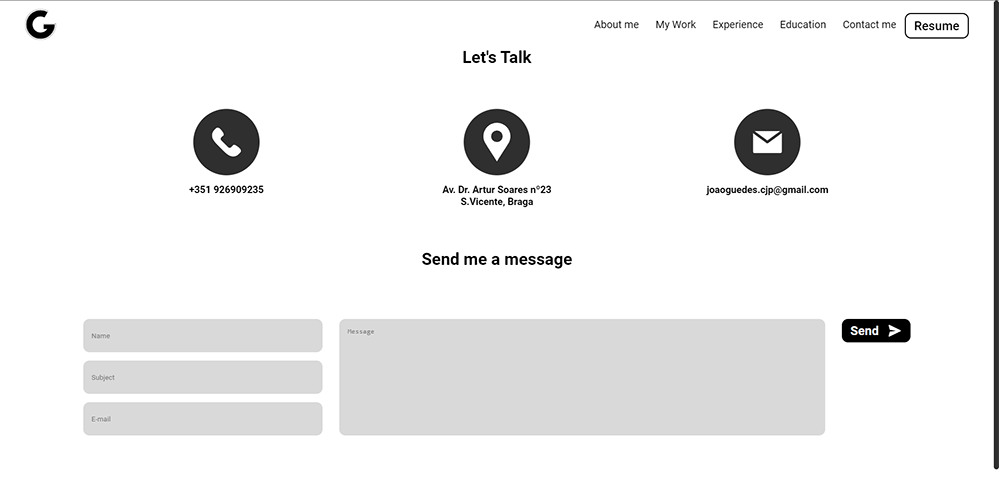 G
About me
My Work
Experience
Education
Contact me
Resume
Let's Talk
+351 926909235
Av. Dr. Artur Soares nº23
S.Vicente, Braga
joaoguedes.cjp@gmail.com
Send me a message
Name
Message
Send
Subject
E-mail